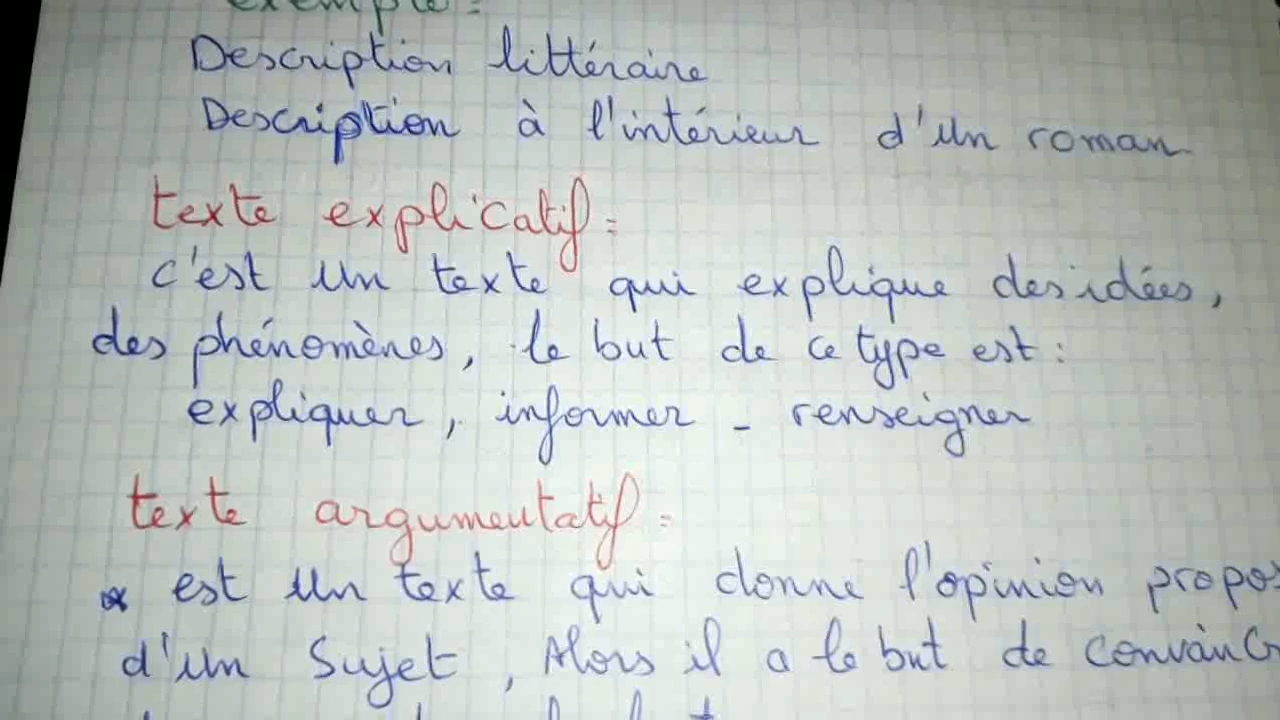 exemple:
Description littéraire
Description à l'intérieur d'un roman
texte explicatif:
c'est un texte qui explique des idées,
des phénomènes, le but de ce type est:
expliquer, informer - renseigner
texte argumentatif:
est un texte qui donne l'opinion propos
d'un Sujet, Alors il a le but de